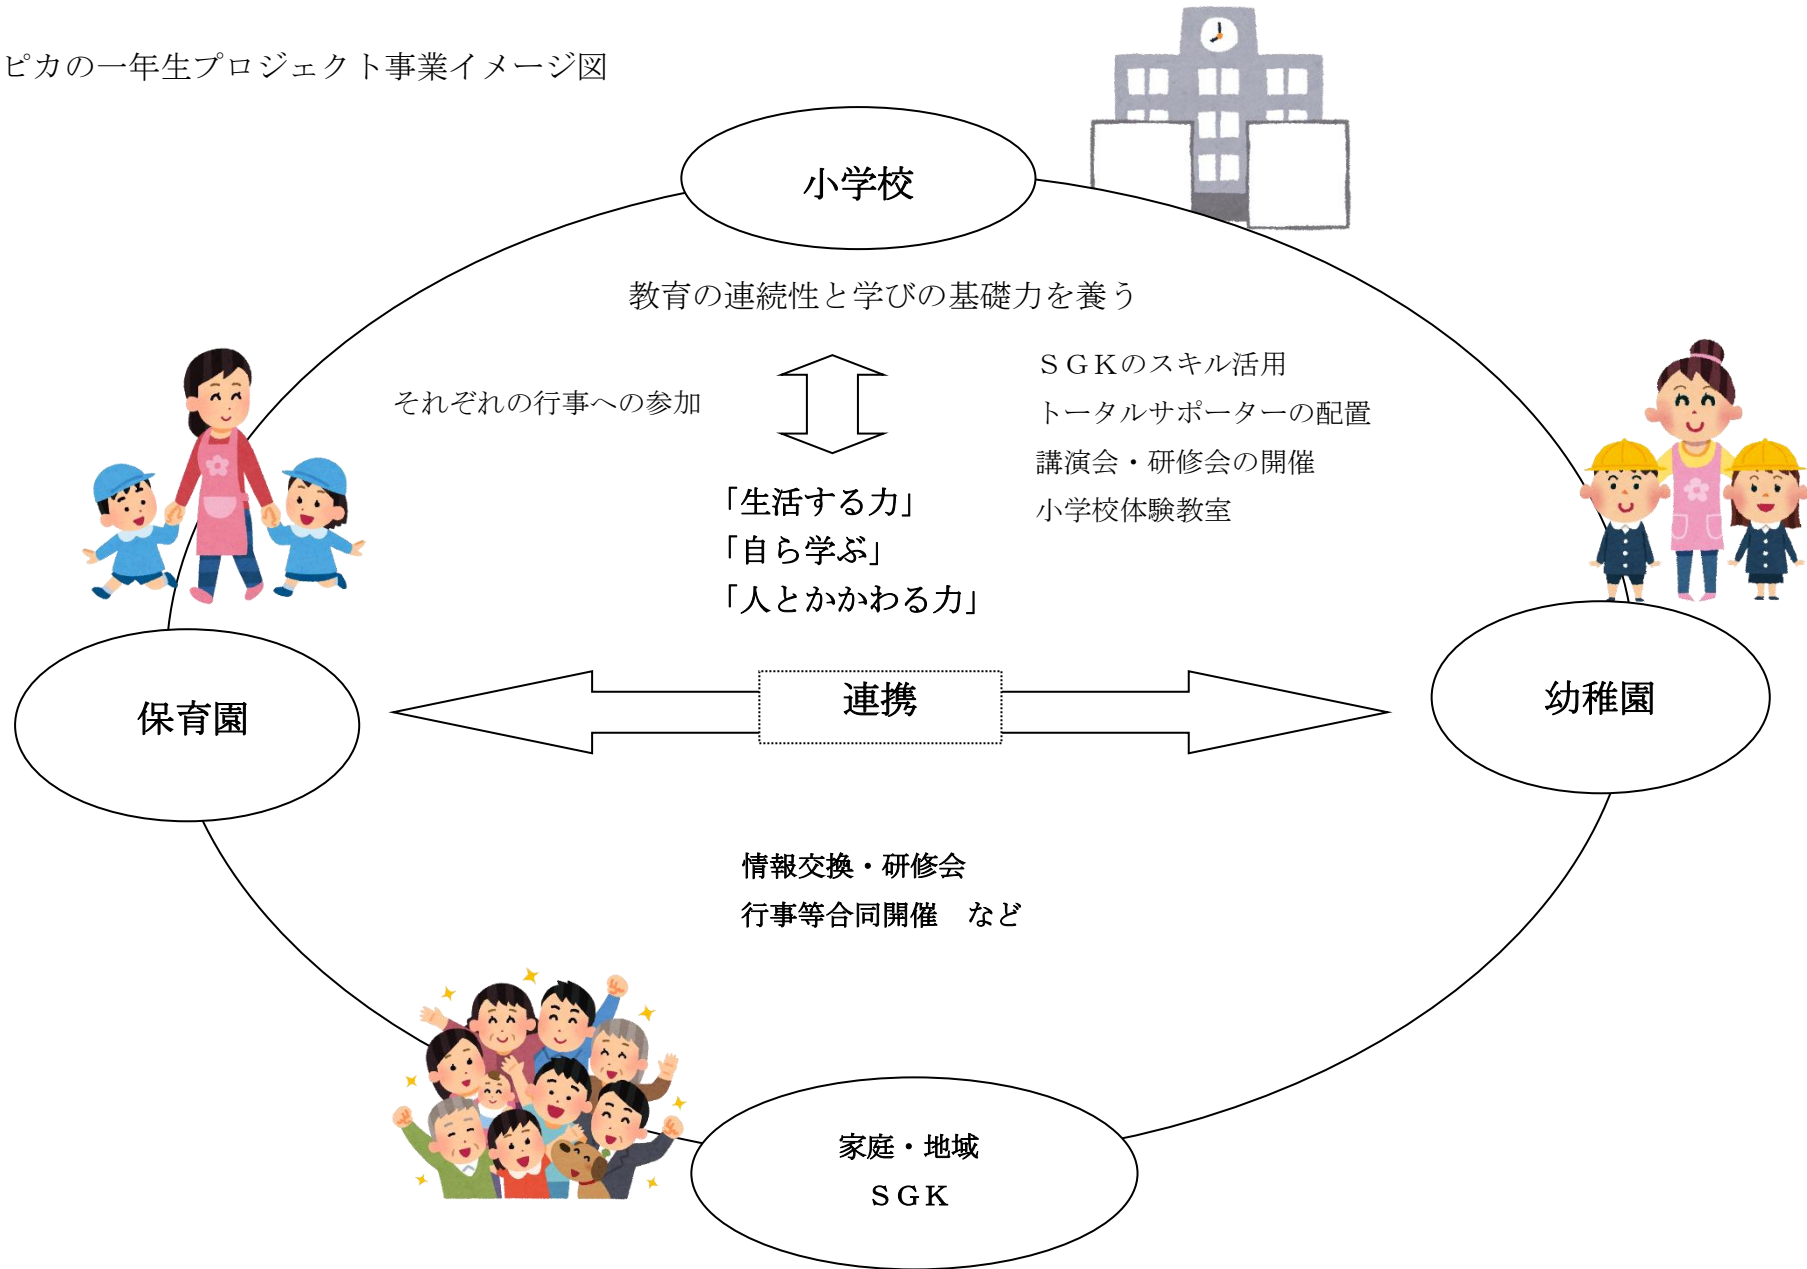 ピカの一年生プロジェクト事業イメージ図
小学校
教育の連続性と学びの基礎力を養う
それぞれの行事への参加
ＳＧＫのスキル活用
トータルサポーターの配置
講演会・研修会の開催
小学校体験教室
「生活する力」
「自ら学ぶ」
「人とかかわる力」
保育園
連携
幼稚園
情報交換・研修会
行事等合同開催　など
家庭・地域
ＳＧＫ